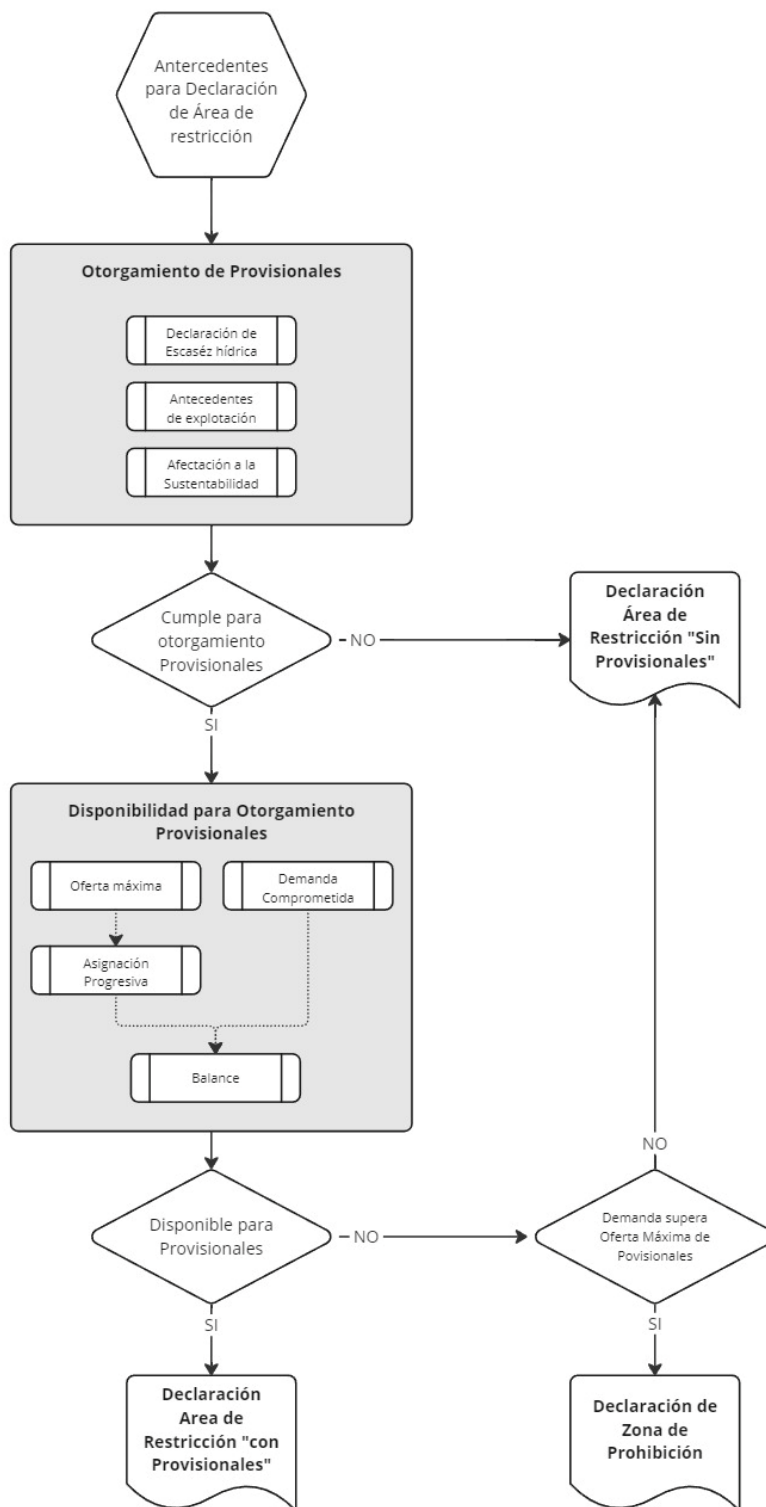 Antercedentes
para Declaración
de Área de
restricción
Otorgamiento de Provisionales
Declaración de
Escaséz hídrica
Antecedentes
de explotación
Afectación a la
Sustentabilidad
Cumple para
otorgamiento
Provisionales
NO
Declaración
Área de
Restricción "Sin
Provisionales"
SI
Disponibilidad para Otorgamiento
Provisionales
Oferta máxima
Demanda
Comprometida
Asignación
Progresiva
Balance
NO
Disponible para
Provisionales
NO
Demanda supera
Oferta Máxima de
Povisionales
SI
SI
Declaración
Area de
Restricción "con
Provisionales"
Declaración de
Zona de
Prohibición